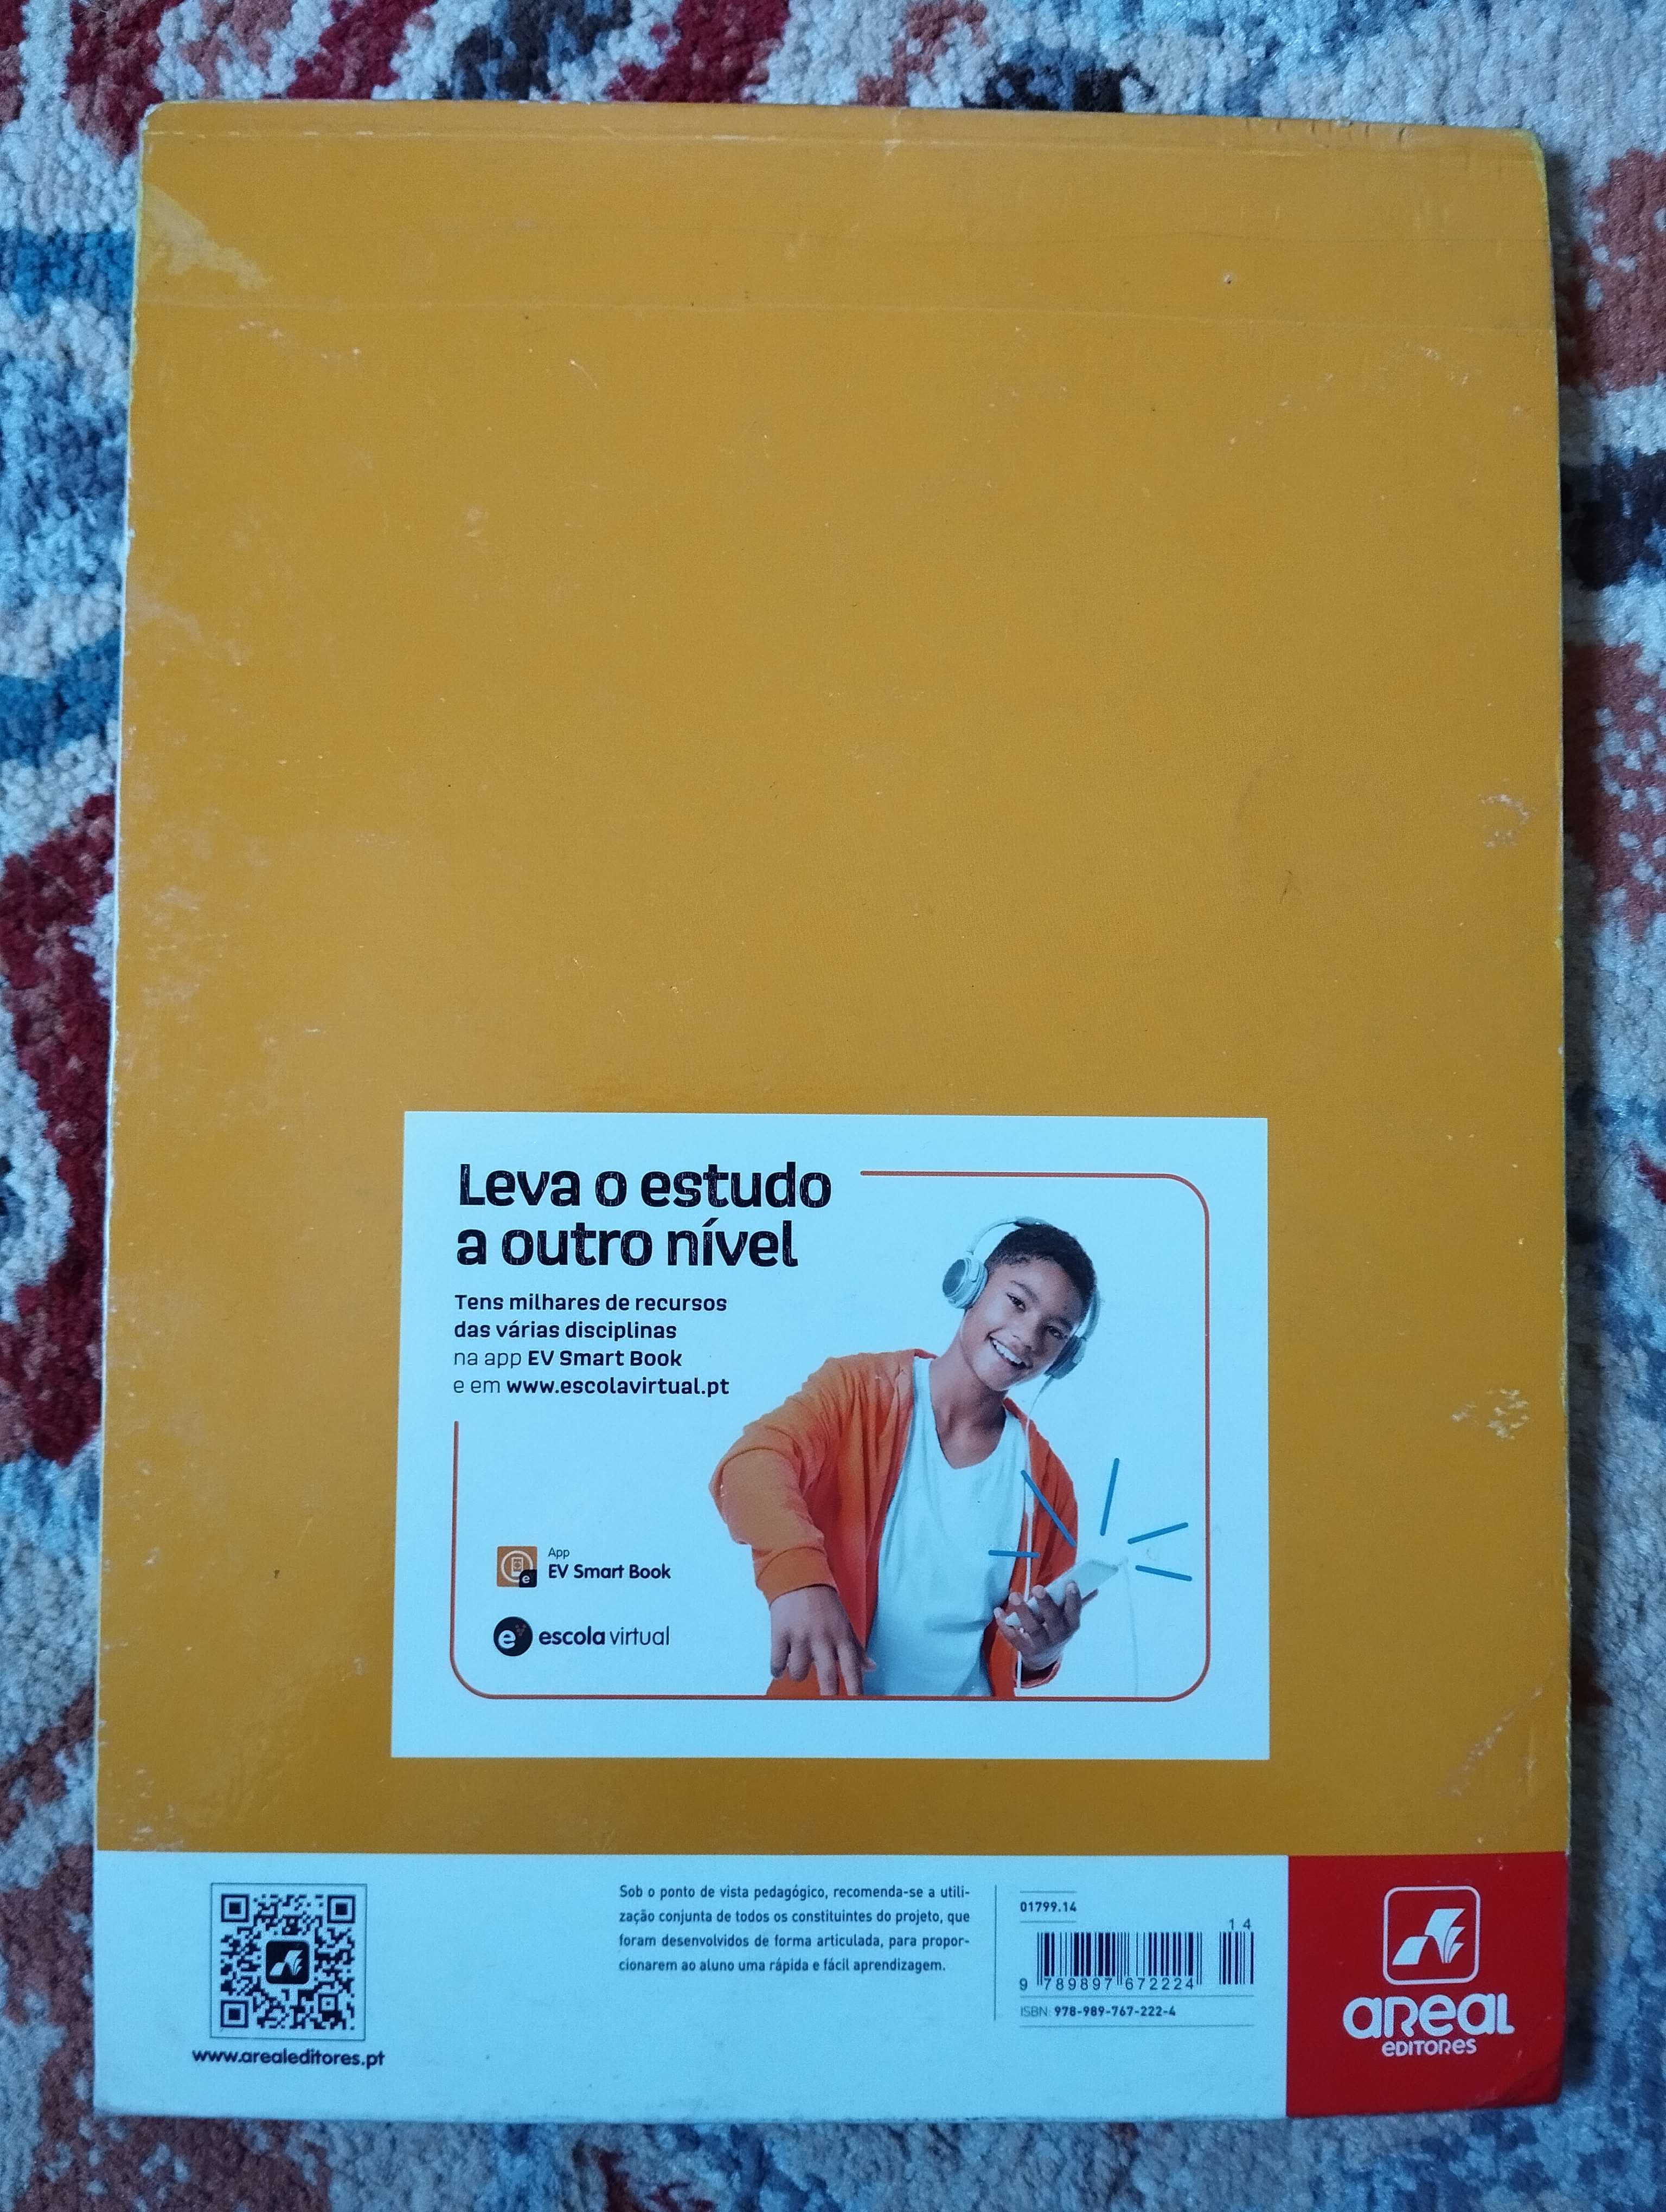 Leva o estudo
a outro nível
Tens milhares de recursos
das várias disciplinas
na app EV Smart Book
e em www.escolavirtual.pt
App
EV Smart Book
e escola virtual
www.arealeditores.pt
Sob o ponto de vista pedagógico, recomenda-se a utili-
zação conjunta de todos os constituintes do projeto, que
foram desenvolvidos de forma articulada, para propor-
cionarem ao aluno uma rápida e fácil aprendizagem.
01799.14
14
9 789897 672224
ISBN: 978-989-767-222-4
areal
EDITORES